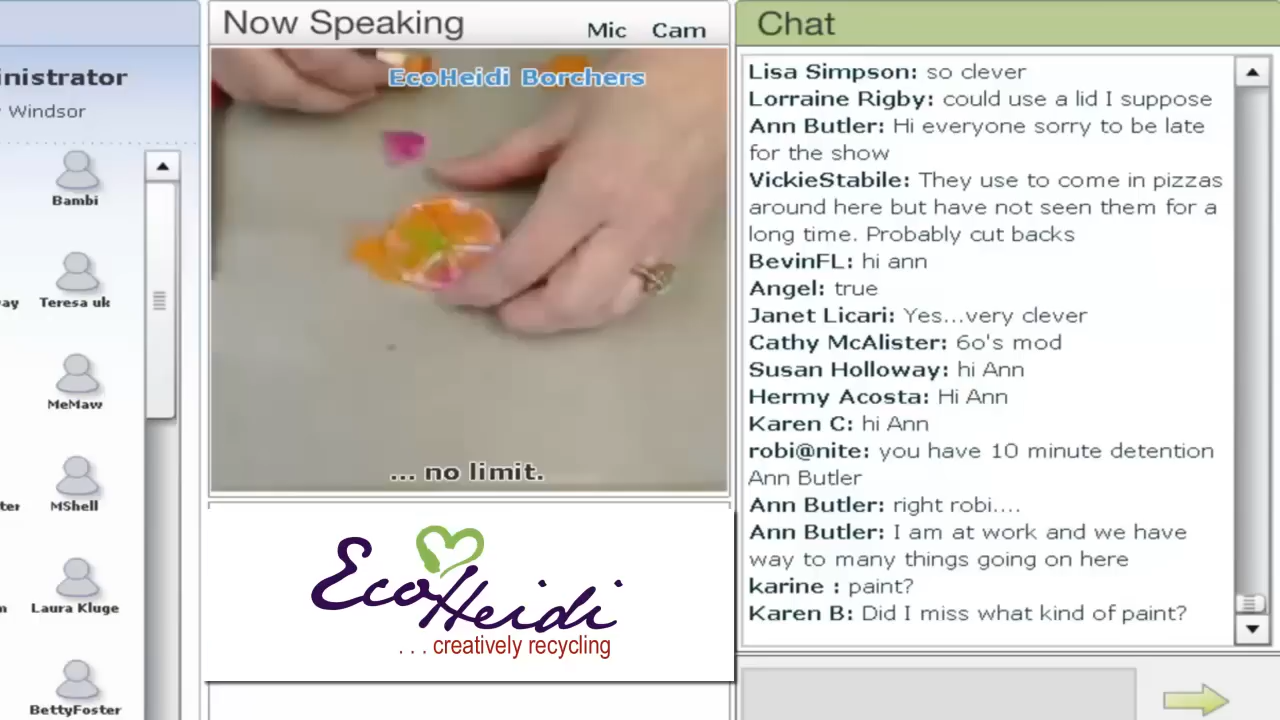 inistrator
Windsor
Bambi
ay
Teresa uk
MeMaw
ter
MShell
Laura Kluge
BettyFoster
Now Speaking
Mic
Cam
EcoHeidi Borchers
... no limit.
EcoHeidi
. . . creatively recycling
Chat
Lisa Simpson: so clever
Lorraine Rigby: could use a lid I suppose
Ann Butler: Hi everyone sorry to be late
for the show
VickieStabile: They use to come in pizzas
around here but have not seen them for a
long time. Probably cut backs
BevinFL: hi ann
Angel: true
Janet Licari: Yes...very clever
Cathy McAlister: 6o's mod
Susan Holloway: hi Ann
Hermy Acosta: Hi Ann
Karen C: hi Ann
robi@nite: you have 10 minute detention
Ann Butler
Ann Butler: right robi....
Ann Butler: I am at work and we have
way to many things going on here
karine : paint?
Karen B: Did I miss what kind of paint?